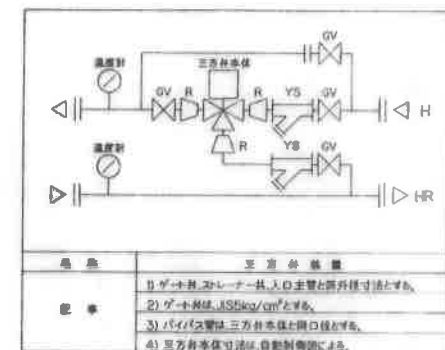 GV
温度計
三方弁本体
GV
R
R
YS
GV
H
温度計
R
YS
GV
HR
名称
三方弁装置
記事
1) ゲート弁、ストレーナー共、入口主管と同外径寸法とする。
2) ゲート弁は、JIS5kg/cm²とする。
3) バイパス管は、三方弁本体と同口径とする。
4) 三方弁本体寸法は、自動制御図による。